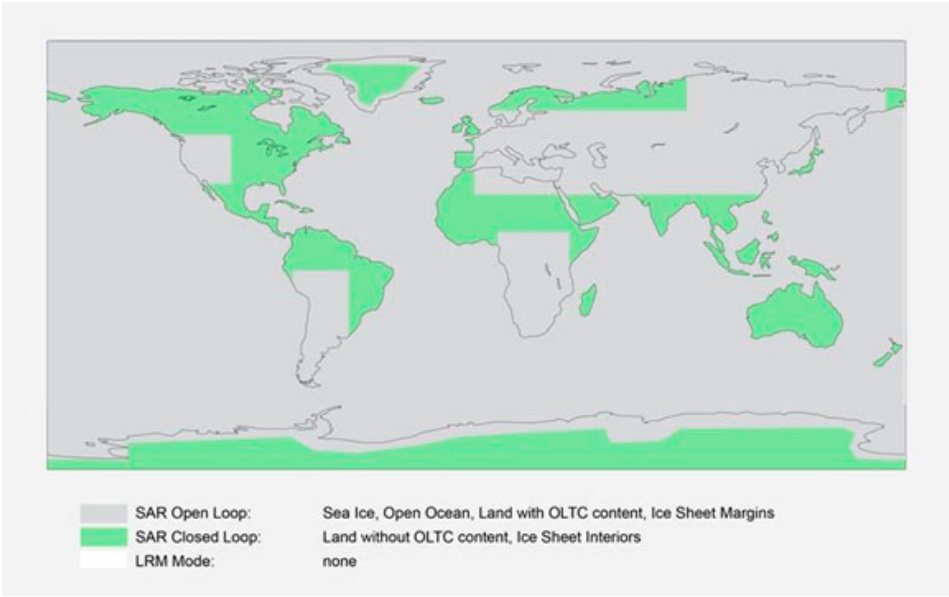 SAR Open Loop: Sea Ice, Open Ocean, Land with OLTC content, Ice Sheet Margins
SAR Closed Loop: Land without OLTC content, Ice Sheet Interiors
LRM Mode: none